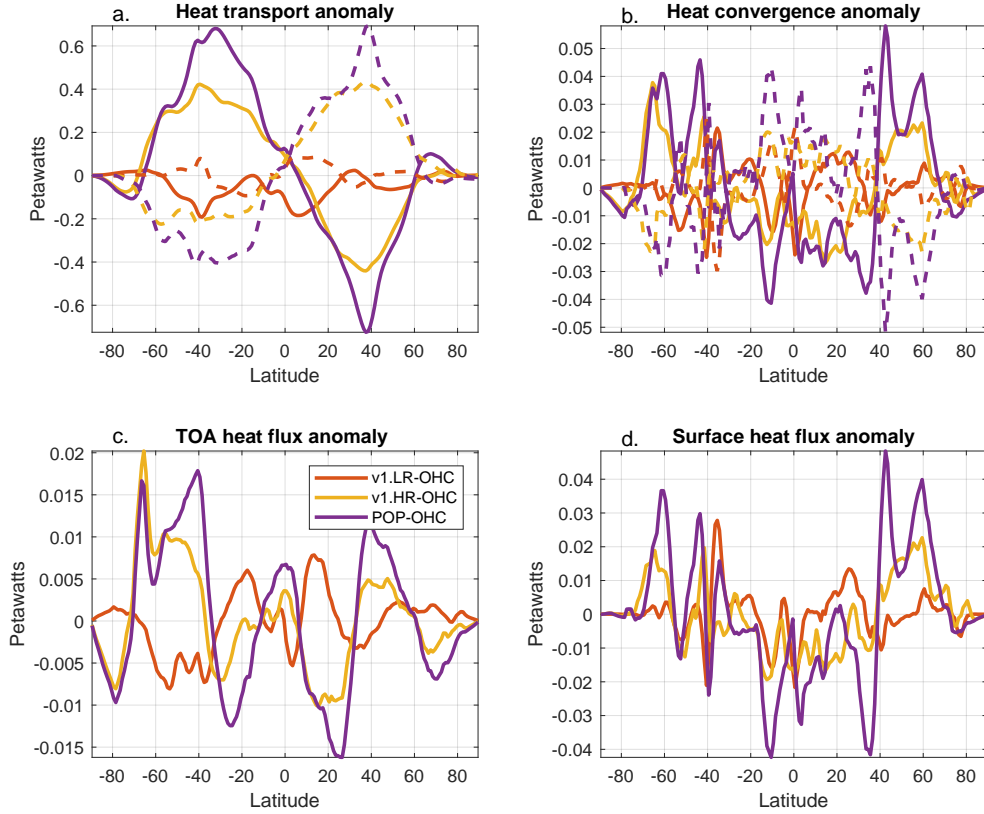 a.
Heat transport anomaly
0.6
0.4
0.2
0
-0.2
-0.4
-0.6
Petawatts
-80 -60 -40 -20 0 20 40 60 80
Latitude
b.
Heat convergence anomaly
0.05
0.04
0.03
0.02
0.01
0
-0.01
-0.02
-0.03
-0.04
-0.05
Petawatts
-80 -60 -40 -20 0 20 40 60 80
Latitude
c.
TOA heat flux anomaly
0.02
0.015
0.01
0.005
0
-0.005
-0.01
-0.015
Petawatts
v1.LR-OHC
v1.HR-OHC
POP-OHC
-80 -60 -40 -20 0 20 40 60 80
Latitude
d.
Surface heat flux anomaly
0.04
0.03
0.02
0.01
0
-0.01
-0.02
-0.03
-0.04
Petawatts
-80 -60 -40 -20 0 20 40 60 80
Latitude